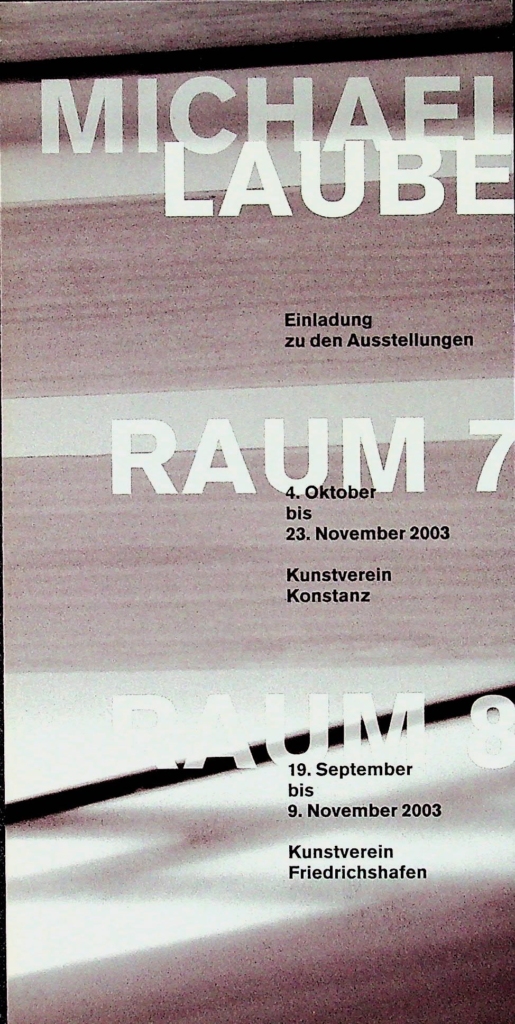 MICHAEL
LAUBE
Einladung
zu den Ausstellungen
RAUM 7
4. Oktober
bis
23. November 2003
Kunstverein
Konstanz
RAUM 8
19. September
bis
9. November 2003
Kunstverein
Friedrichshafen